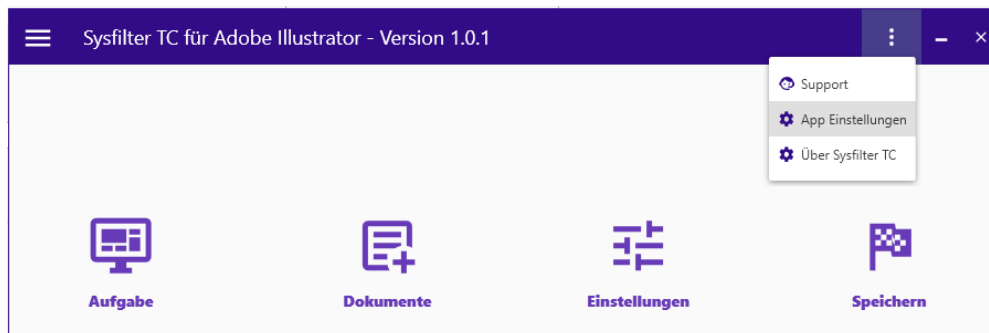 Sysfilter TC für Adobe Illustrator - Version 1.0.1
Support
App Einstellungen
Über Sysfilter TC
Aufgabe
Dokumente
Einstellungen
Speichern